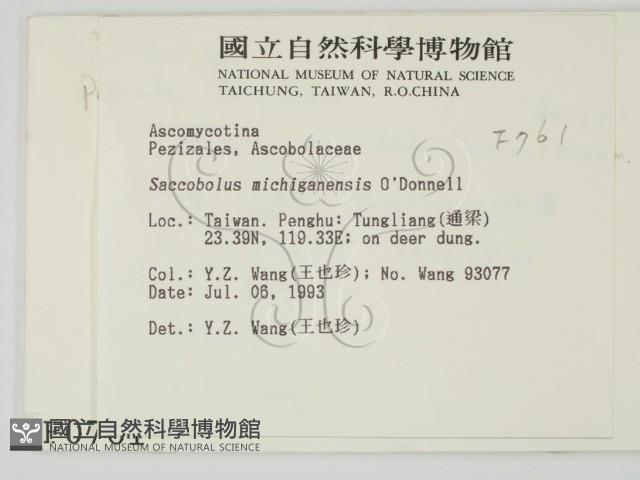 國立自然科學博物館
NATIONAL MUSEUM OF NATURAL SCIENCE
TAICHUNG, TAIWAN, R.O.CHINA
F761
Ascomycotina
Pezizales, Ascobolaceae
Saccobolus michiganensis O'Donnell
Loc.: Taiwan. Penghu: Tungliang(通梁)
23.39N, 119.33E; on deer dung.
Col.: Y.Z. Wang(王也珍); No. Wang 93077
Date: Jul. 06, 1993
Det.: Y.Z. Wang(王也珍)
國立自然科學博物館
NATIONAL MUSEUM OF NATURAL SCIENCE